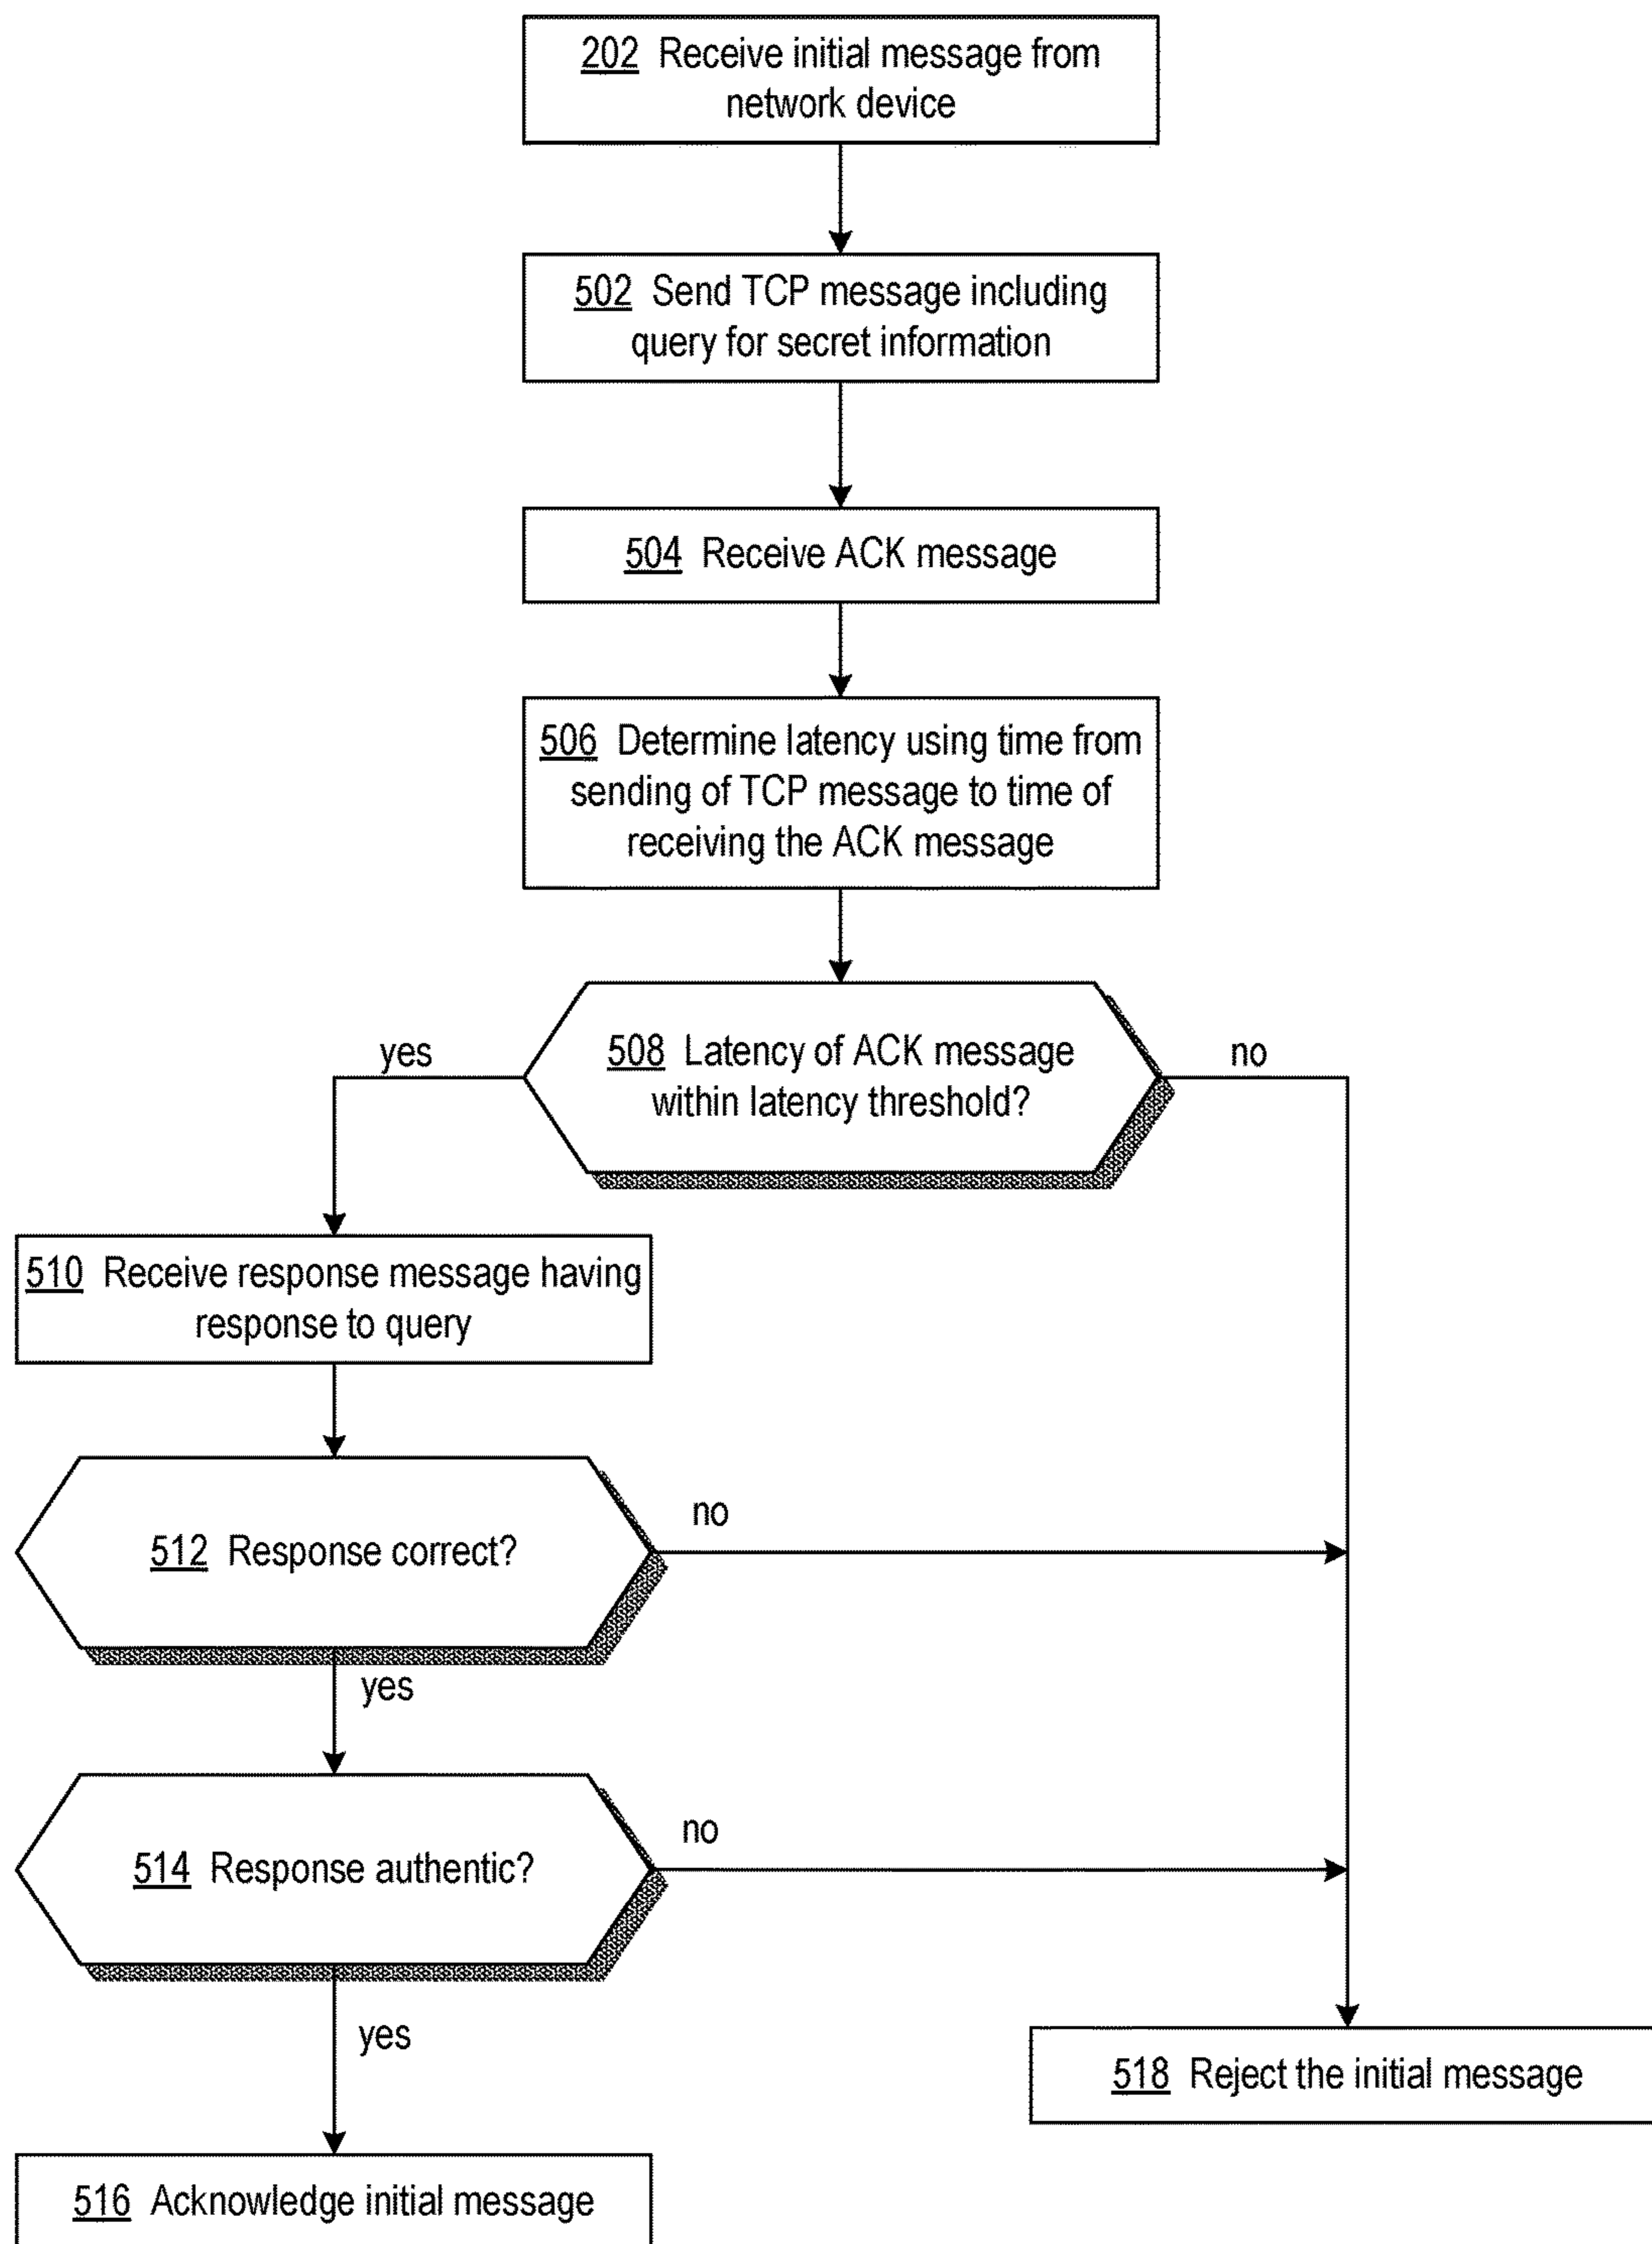 202 Receive initial message from
network device
502 Send TCP message including
query for secret information
504 Receive ACK message
506 Determine latency using time from
sending of TCP message to time of
receiving the ACK message
yes
508 Latency of ACK message
within latency threshold?
no
510 Receive response message having
response to query
512 Response correct?
no
yes
514 Response authentic?
no
yes
518 Reject the initial message
516 Acknowledge initial message